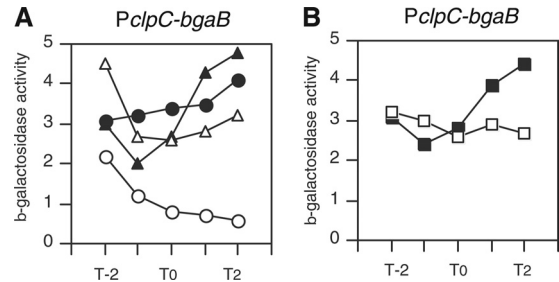 A
PclpC-bgaB
b-galactosidase activity
5
4
3
2
1
0
T-2
T0
T2
B
PclpC-bgaB
b-galactosidase activity
5
4
3
2
1
0
T-2
T0
T2